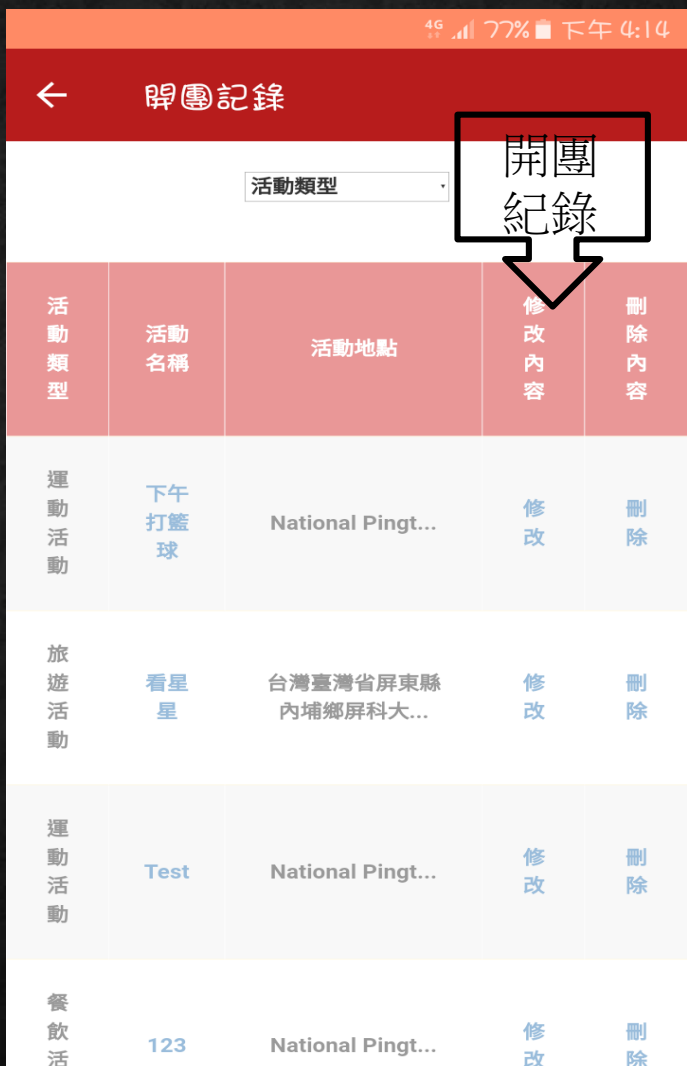 4G 77% 下午 4:14
開團記錄
開團
紀錄
活動類型
活
動
類
型
活動
名稱
活動地點
修
改
內
容
刪
除
內
容
運
動
活
動
下午
打籃
球
National Pingt...
修
改
刪
除
旅
遊
活
動
看星
星
台灣臺灣省屏東縣
內埔鄉屏科大...
修
改
刪
除
運
動
活
動
Test
National Pingt...
修
改
刪
除
餐
飲
活
123
National Pingt...
修
改
刪
除